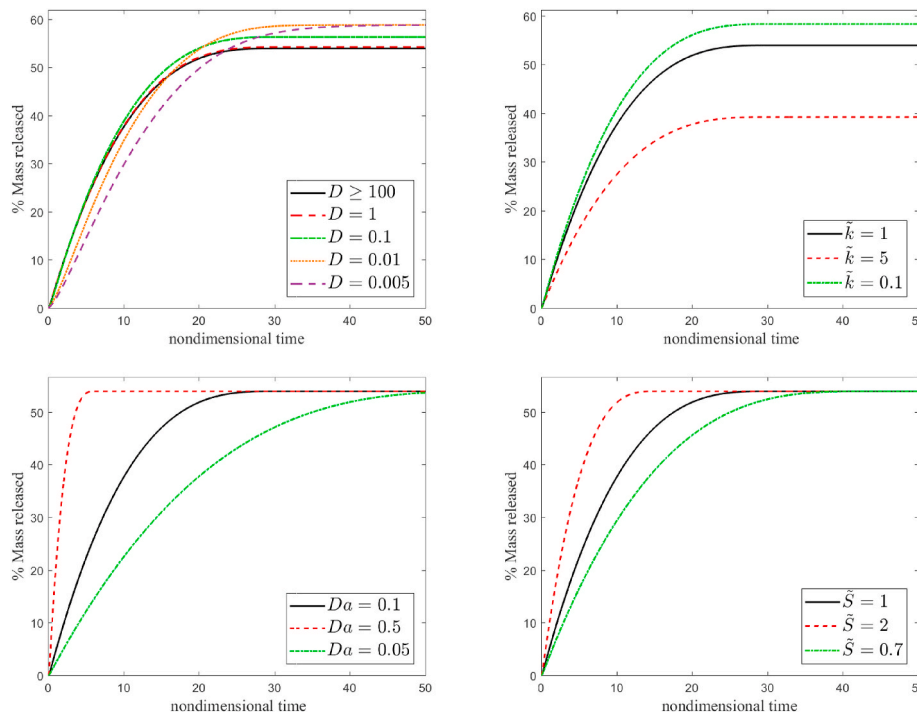 % Mass released
60
50
40
30
20
10
0
D ≥ 100
D = 1
D = 0.1
D = 0.01
D = 0.005
0 10 20 30 40 50
nondimensional time
% Mass released
60
50
40
30
20
10
0
k̃ = 1
k̃ = 5
k̃ = 0.1
0 10 20 30 40 50
nondimensional time
% Mass released
50
40
30
20
10
0
Da = 0.1
Da = 0.5
Da = 0.05
0 10 20 30 40 50
nondimensional time
% Mass released
50
40
30
20
10
0
S̃ = 1
S̃ = 2
S̃ = 0.7
0 10 20 30 40 50
nondimensional time